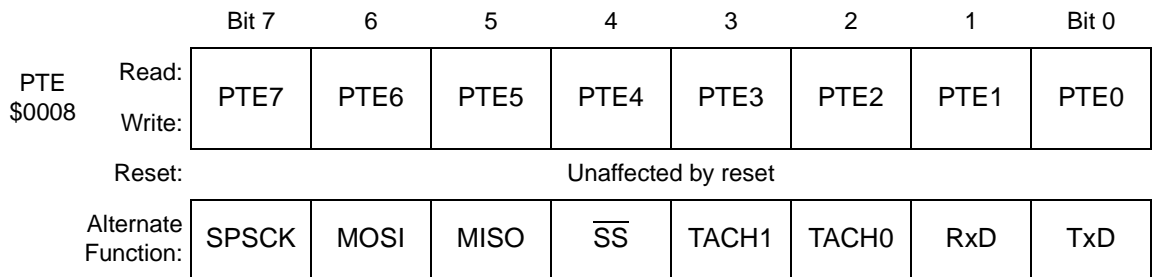 Bit 7 6 5 4 3 2 1 Bit 0
PTE
$0008
Read:
Write:
PTE7 PTE6 PTE5 PTE4 PTE3 PTE2 PTE1 PTE0
Reset: Unaffected by reset
Alternate
Function:
SPSCK MOSI MISO S̅S̅ TACH1 TACH0 RxD TxD